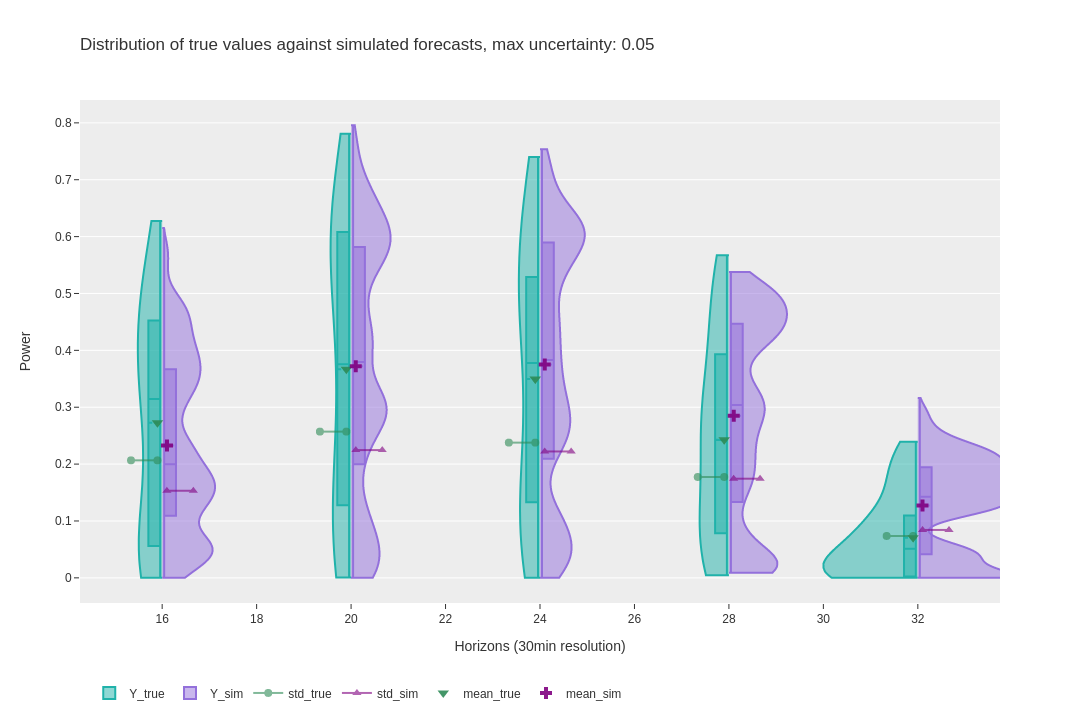 Distribution of true values against simulated forecasts, max uncertainty: 0.05
0.8
0.7
0.6
0.5
0.4
0.3
0.2
0.1
0
Power
16 18 20 22 24 26 28 30 32
Horizons (30min resolution)
Y_true Y_sim std_true std_sim mean_true mean_sim